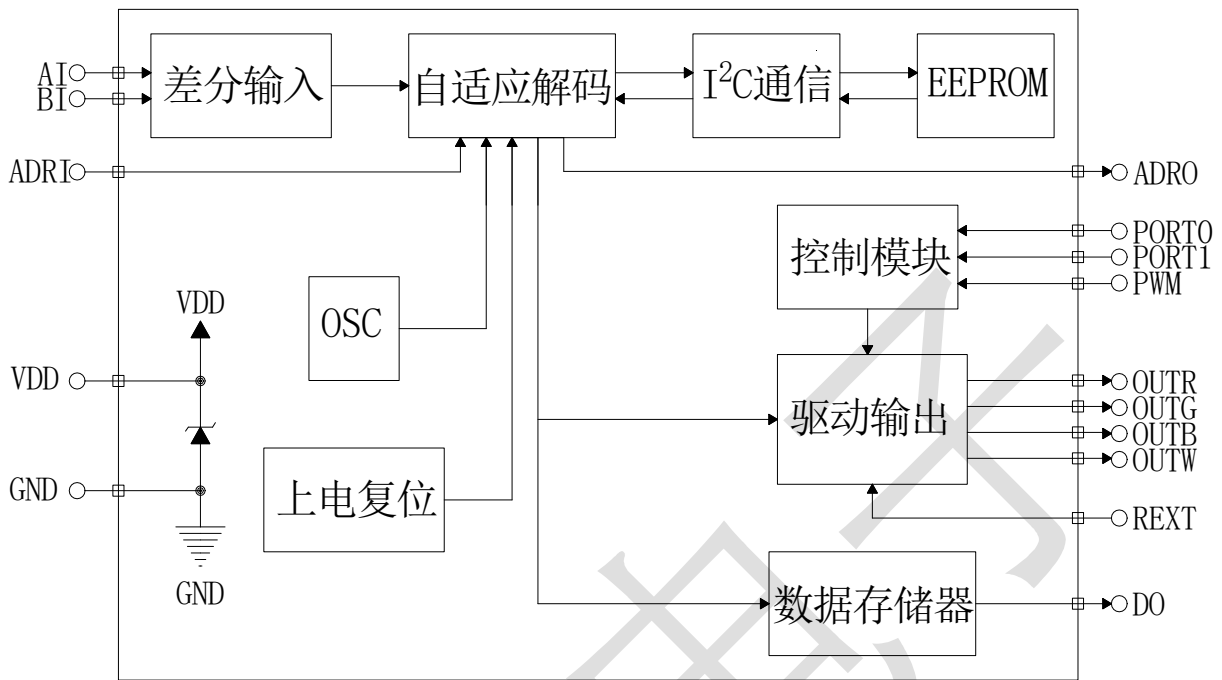 AI
BI
差分输入
自适应解码
I²C通信
EEPROM
ADRI
ADRO
控制模块
PORT0
PORT1
PWM
OSC
VDD
VDD
驱动输出
OUTR
OUTG
OUTB
OUTW
GND
上电复位
REXT
GND
数据存储器
DO
电子